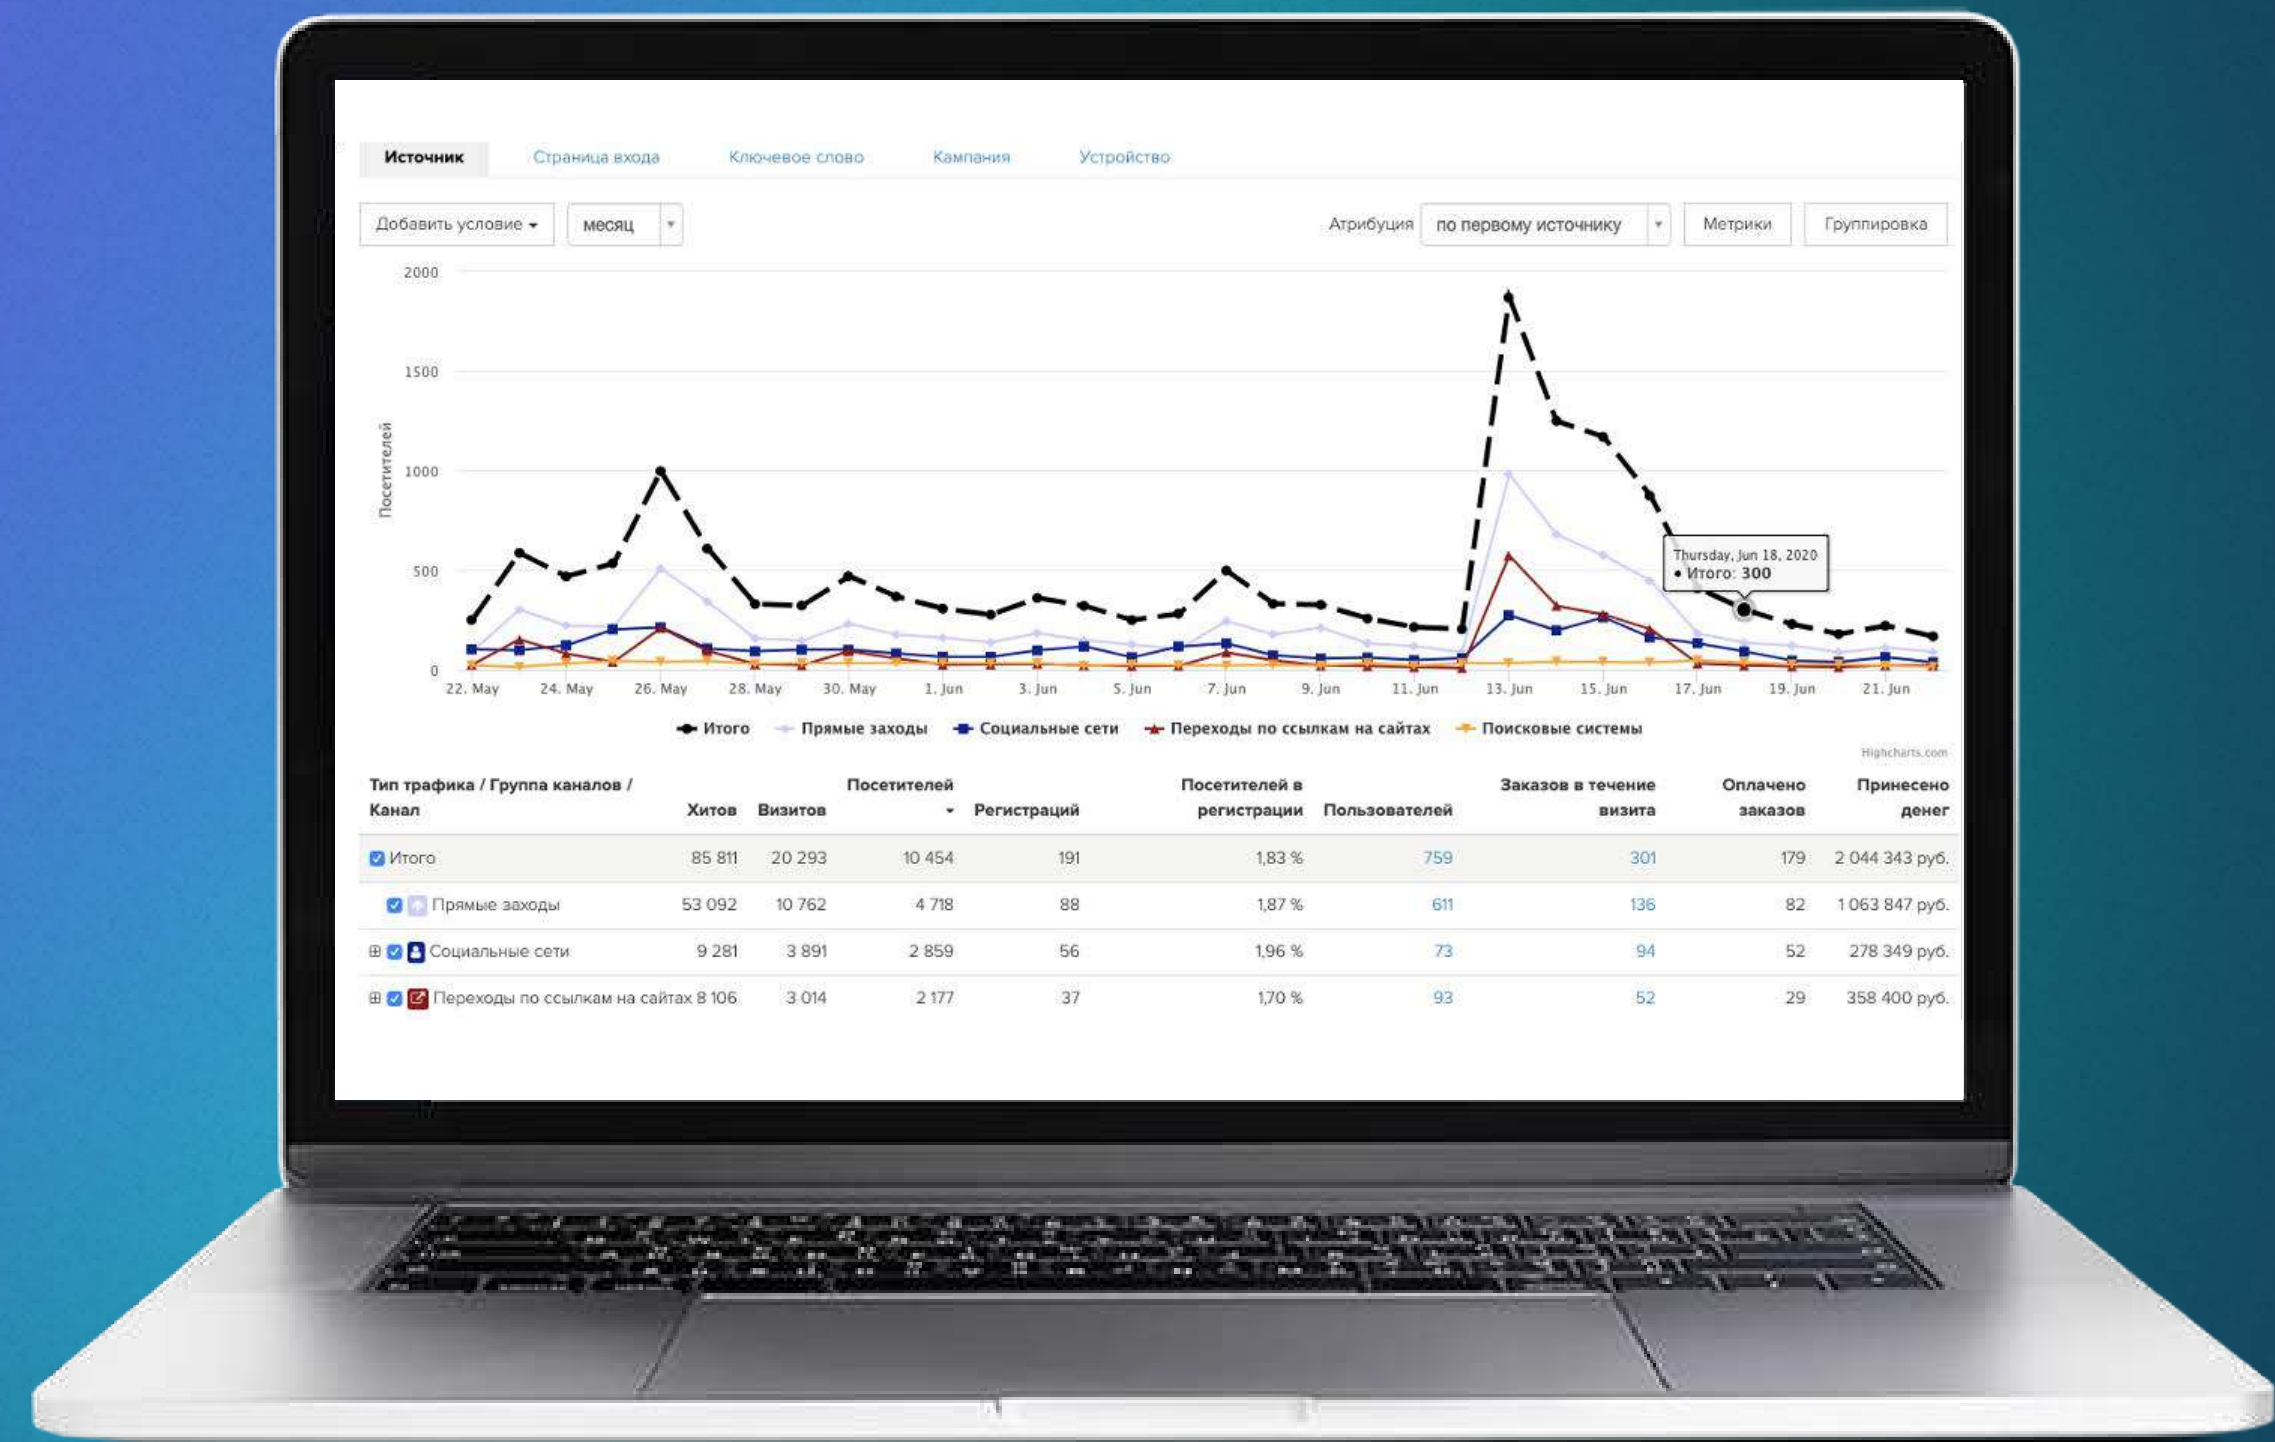 Источник Страница входа Ключевое слово Кампания Устройство
Добавить условие месяц Атрибуция по первому источнику Метрики Группировка
2000
1500
1000
500
0
Посетителей
Thursday, Jun 18, 2020
• Итого: 300
22. May 24. May 26. May 28. May 30. May 1. Jun 3. Jun 5. Jun 7. Jun 9. Jun 11. Jun 13. Jun 15. Jun 17. Jun 19. Jun 21. Jun
Итого Прямые заходы Социальные сети Переходы по ссылкам на сайтах Поисковые системы
Highcharts.com
Тип трафика / Группа каналов / Посетителей Посетителей в Заказов в течение Оплачено Принесено
Канал Хитов Визитов Регистраций регистрации Пользователей визита заказов денег
Итого 85 811 20 293 10 454 191 1,83 % 759 301 179 2 044 343 руб.
Прямые заходы 53 092 10 762 4 718 88 1,87 % 611 136 82 1 063 847 руб.
Социальные сети 9 281 3 891 2 859 56 1,96 % 73 94 52 278 349 руб.
Переходы по ссылкам на сайтах 8 106 3 014 2 177 37 1,70 % 93 52 29 358 400 руб.